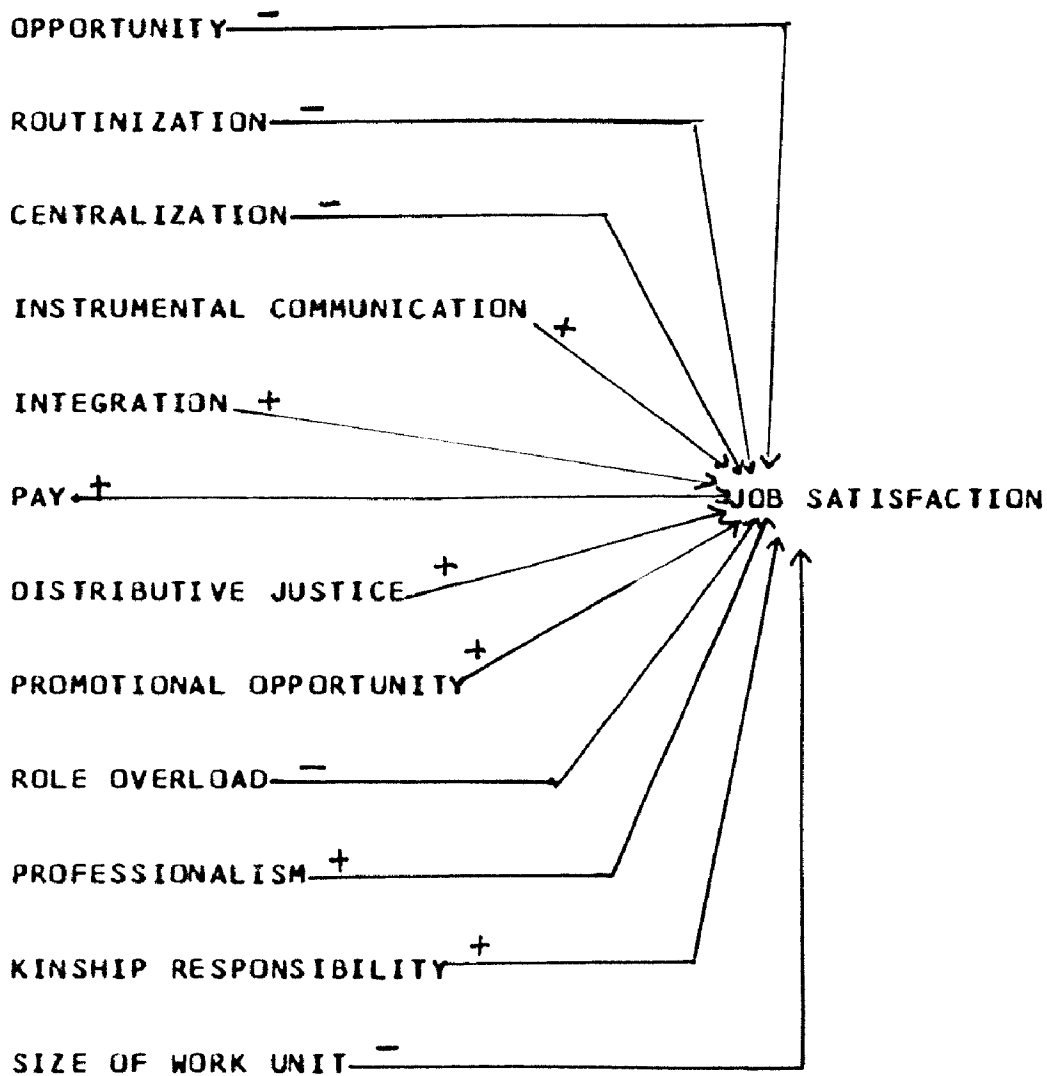 OPPORTUNITY -
ROUTINIZATION -
CENTRALIZATION -
INSTRUMENTAL COMMUNICATION +
INTEGRATION +
PAY + JOB SATISFACTION
DISTRIBUTIVE JUSTICE +
PROMOTIONAL OPPORTUNITY +
ROLE OVERLOAD -
PROFESSIONALISM +
KINSHIP RESPONSIBILITY +
SIZE OF WORK UNIT -